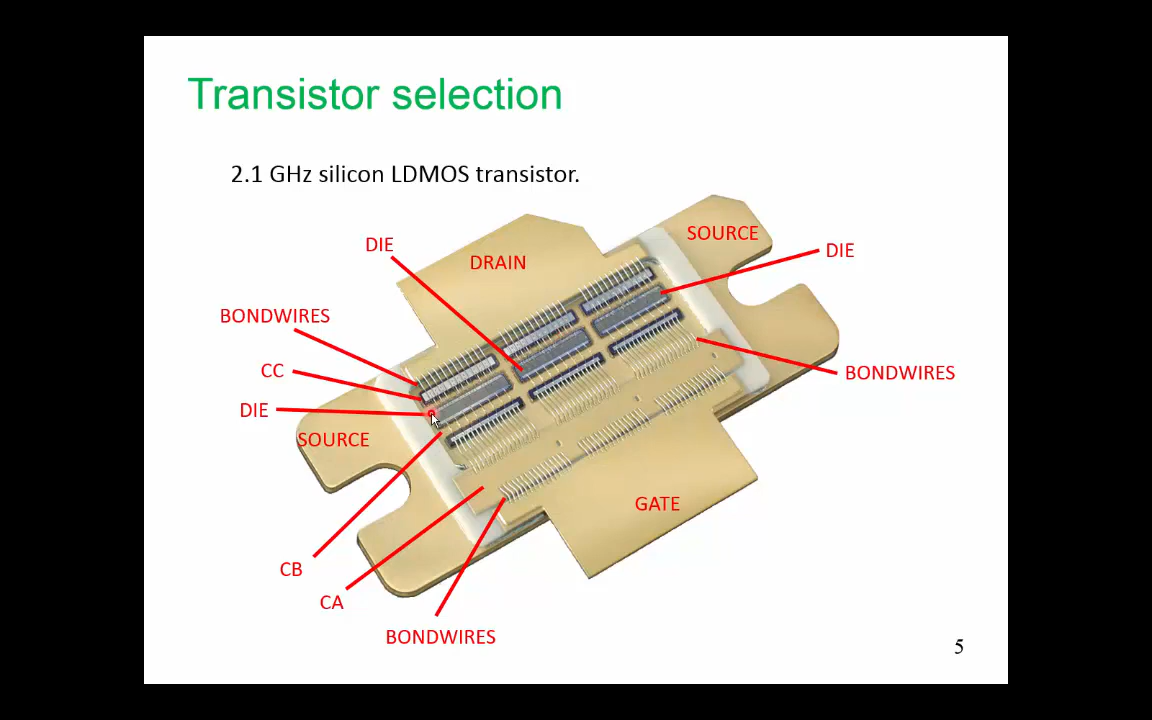 Transistor selection
2.1 GHz silicon LDMOS transistor.
DIE
DRAIN
SOURCE
DIE
BONDWIRES
CC
BONDWIRES
DIE
SOURCE
GATE
CB
CA
BONDWIRES
5